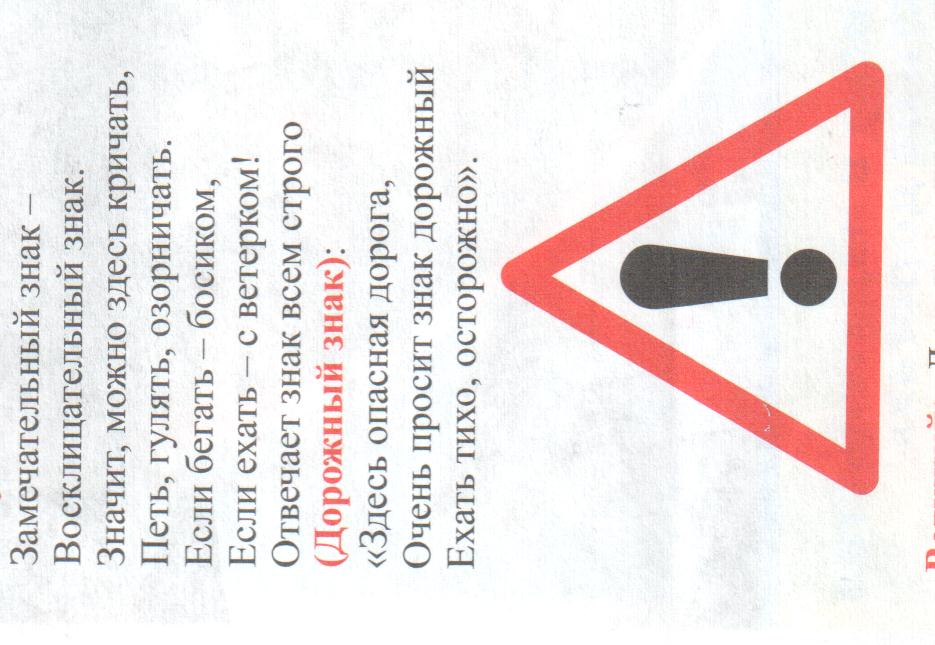 Замечательный знак –
Восклицательный знак.
Значит, можно здесь кричать,
Петь, гулять, озорничать.
Если бегать – босиком,
Если ехать – с ветерком!
Отвечает знак всем строго
(Дорожный знак):
«Здесь опасная дорога,
Очень просит знак дорожный
Ехать тихо, осторожно».
!